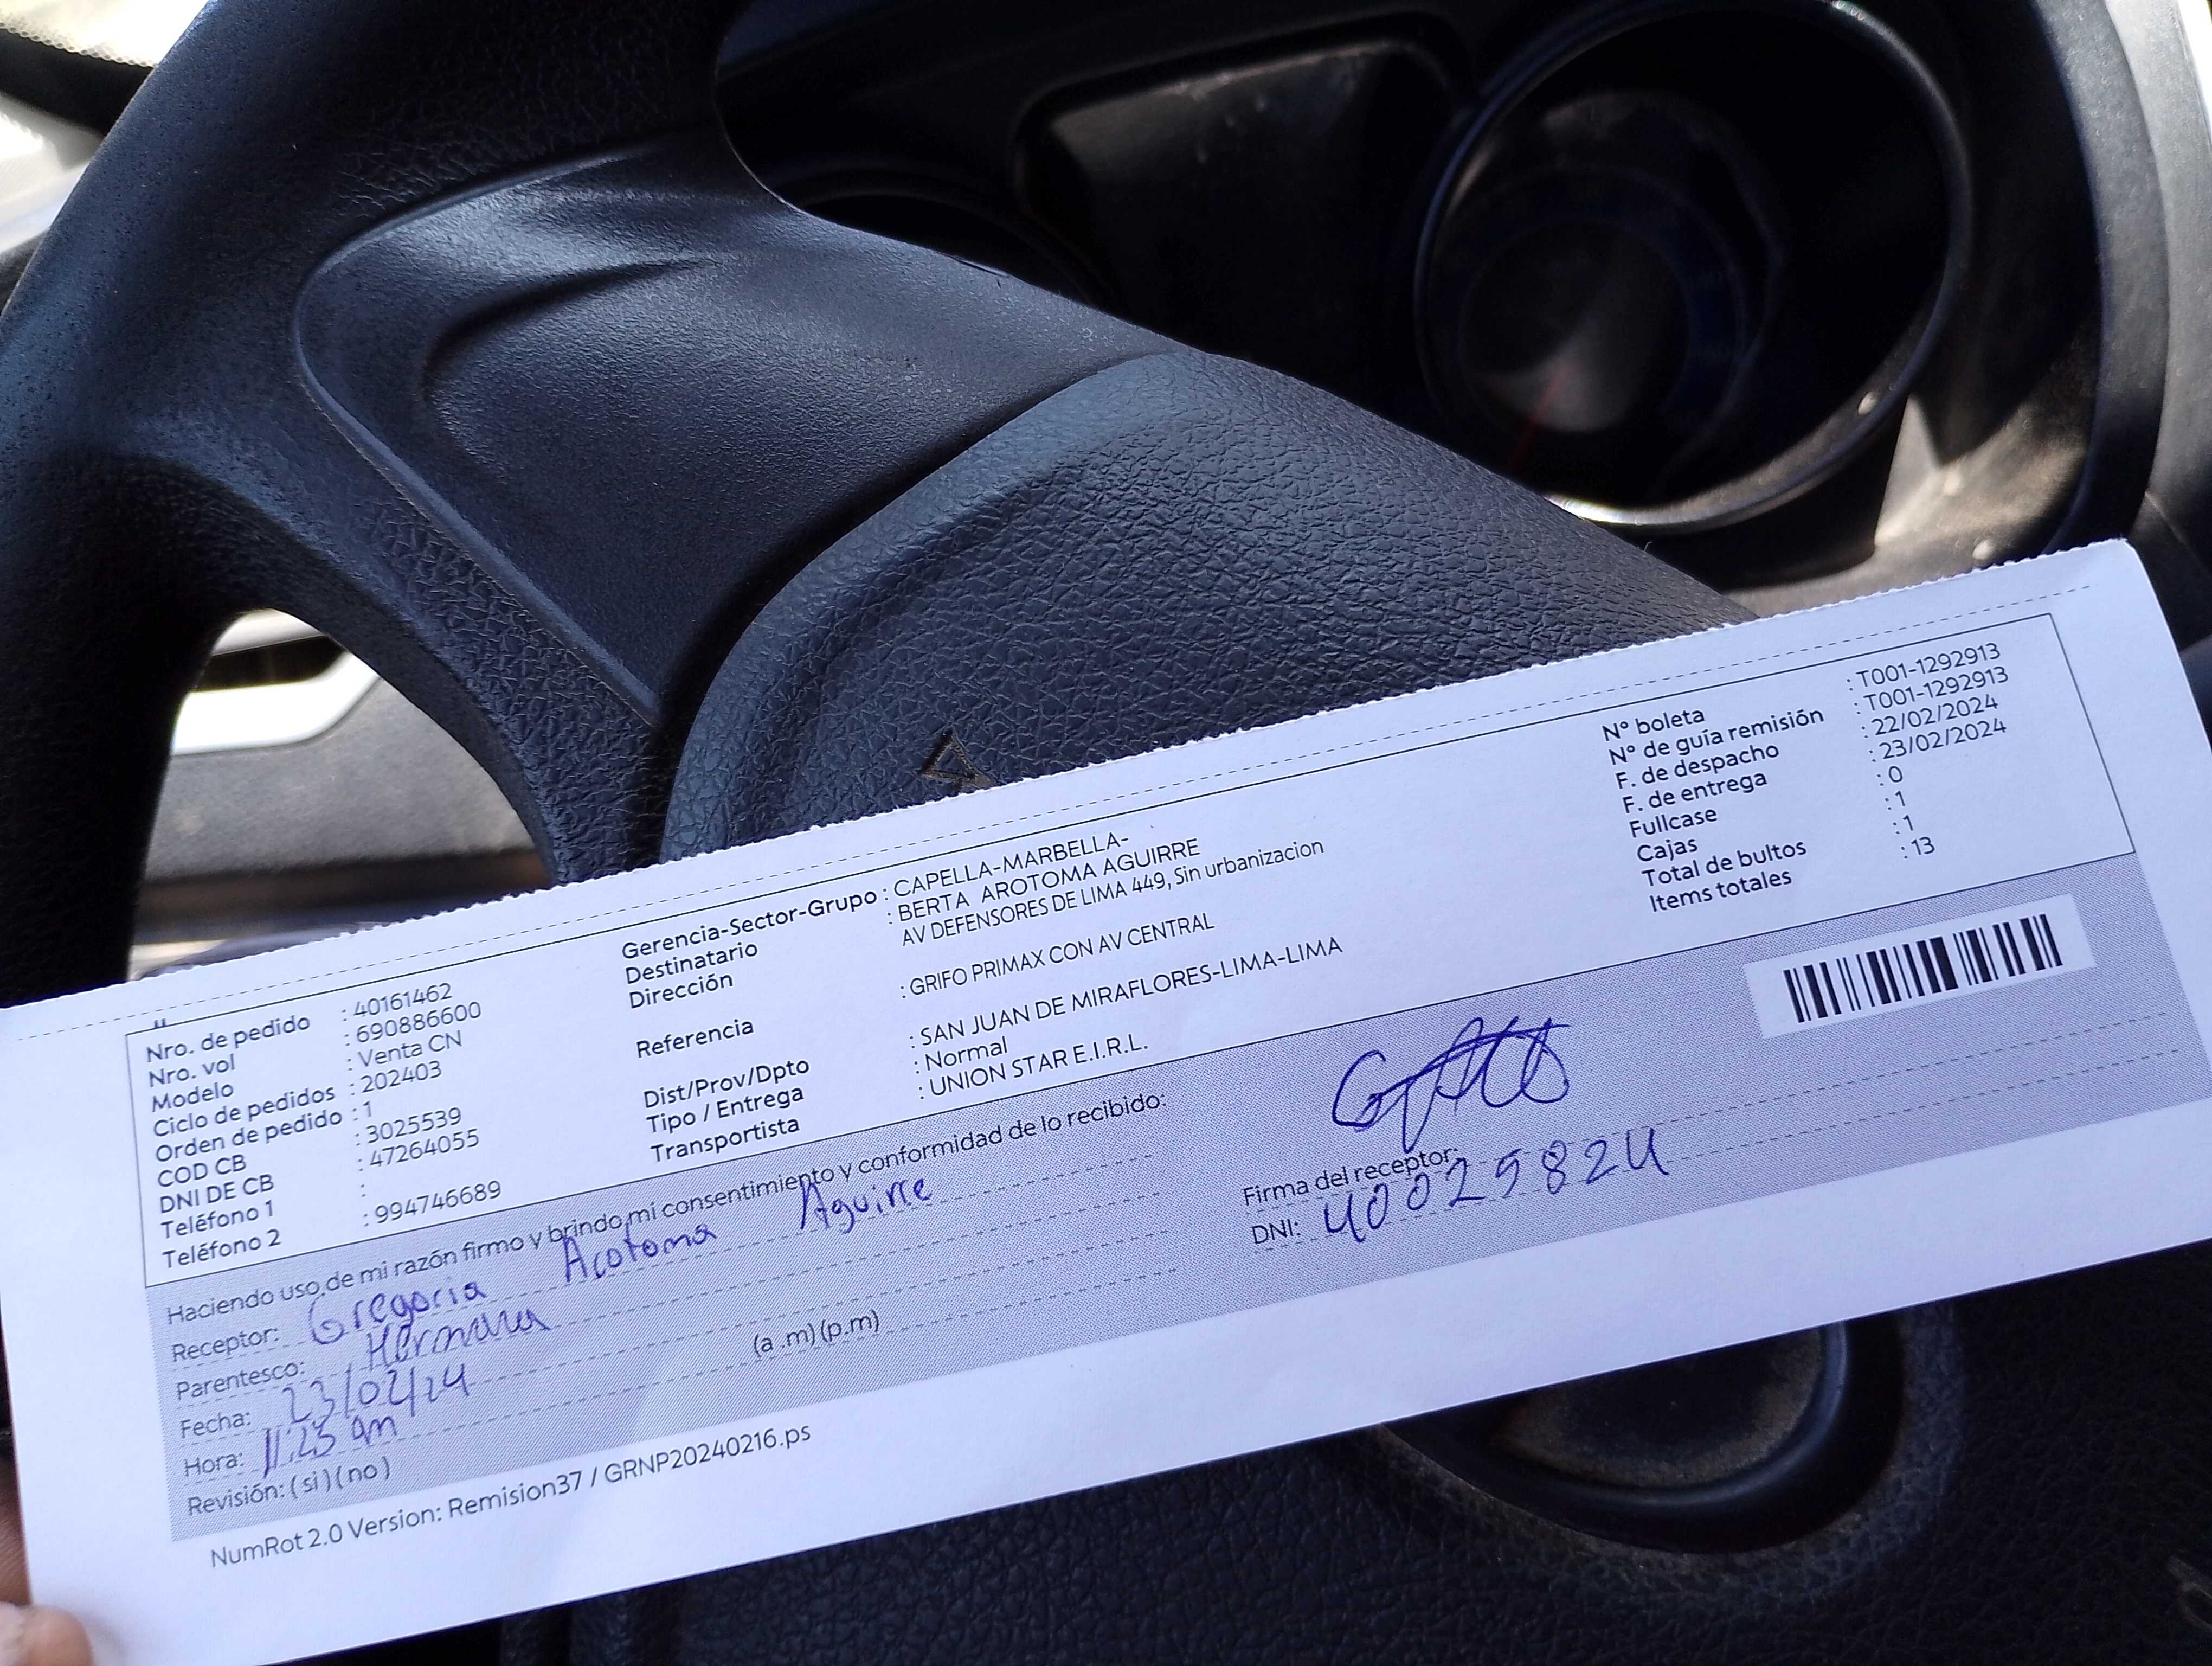 Nro. de pedido : 40161462
Nro. vol : 690886600
Modelo : Venta CN
Ciclo de pedidos : 202403
Orden de pedido : 1
COD CB : 3025539
DNI DE CB : 47264055
Teléfono 1 :
Teléfono 2 : 994746689
Gerencia-Sector-Grupo : CAPELLA-MARBELLA-
Destinatario : BERTA AROTOMA AGUIRRE
Dirección AV DEFENSORES DE LIMA 449, Sin urbanizacion
Referencia : GRIFO PRIMAX CON AV CENTRAL
Dist/Prov/Dpto : SAN JUAN DE MIRAFLORES-LIMA-LIMA
Tipo / Entrega : Normal
Transportista : UNION STAR E.I.R.L.
N° boleta : T001-1292913
N° de guía remisión : T001-1292913
F. de despacho : 22/02/2024
F. de entrega : 23/02/2024
Fullcase : 0
Cajas : 1
Total de bultos : 1
Items totales : 13
Haciendo uso de mi razón firmo y brindo mi consentimiento y conformidad de lo recibido:
Receptor: Gregoria Acotoma Aguirre
Parentesco: Hermana
Fecha: 23/02/24
Hora: 11:23 am (a .m) (p.m)
Revisión: ( si ) ( no )
Firma del receptor:
DNI: 40025824
NumRot 2.0 Version: Remision37 / GRNP20240216.ps